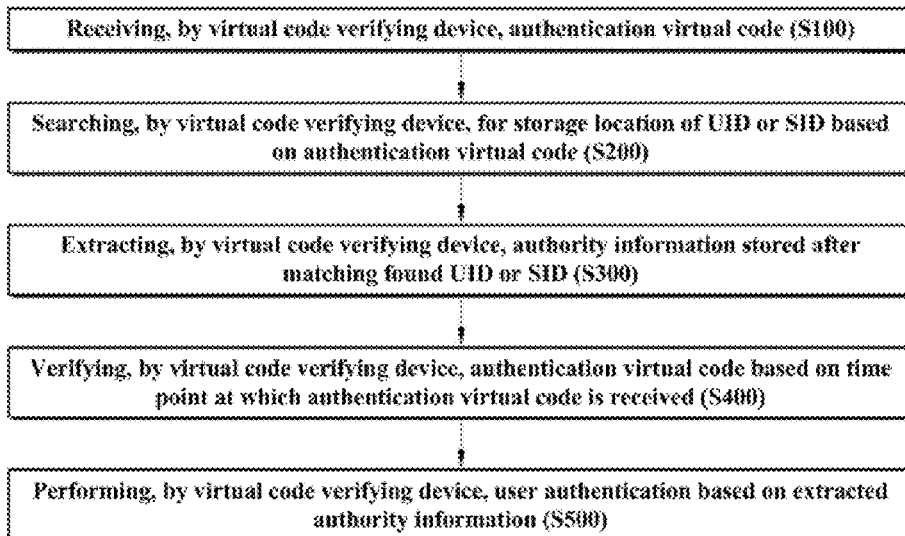 Receiving, by virtual code verifying device, authentication virtual code (S100)
Searching, by virtual code verifying device, for storage location of UID or SID based
on authentication virtual code (S200)
Extracting, by virtual code verifying device, authority information stored after
matching found UID or SID (S300)
Verifying, by virtual code verifying device, authentication virtual code based on time
point at which authentication virtual code is received (S400)
Performing, by virtual code verifying device, user authentication based on extracted
authority information (S500)